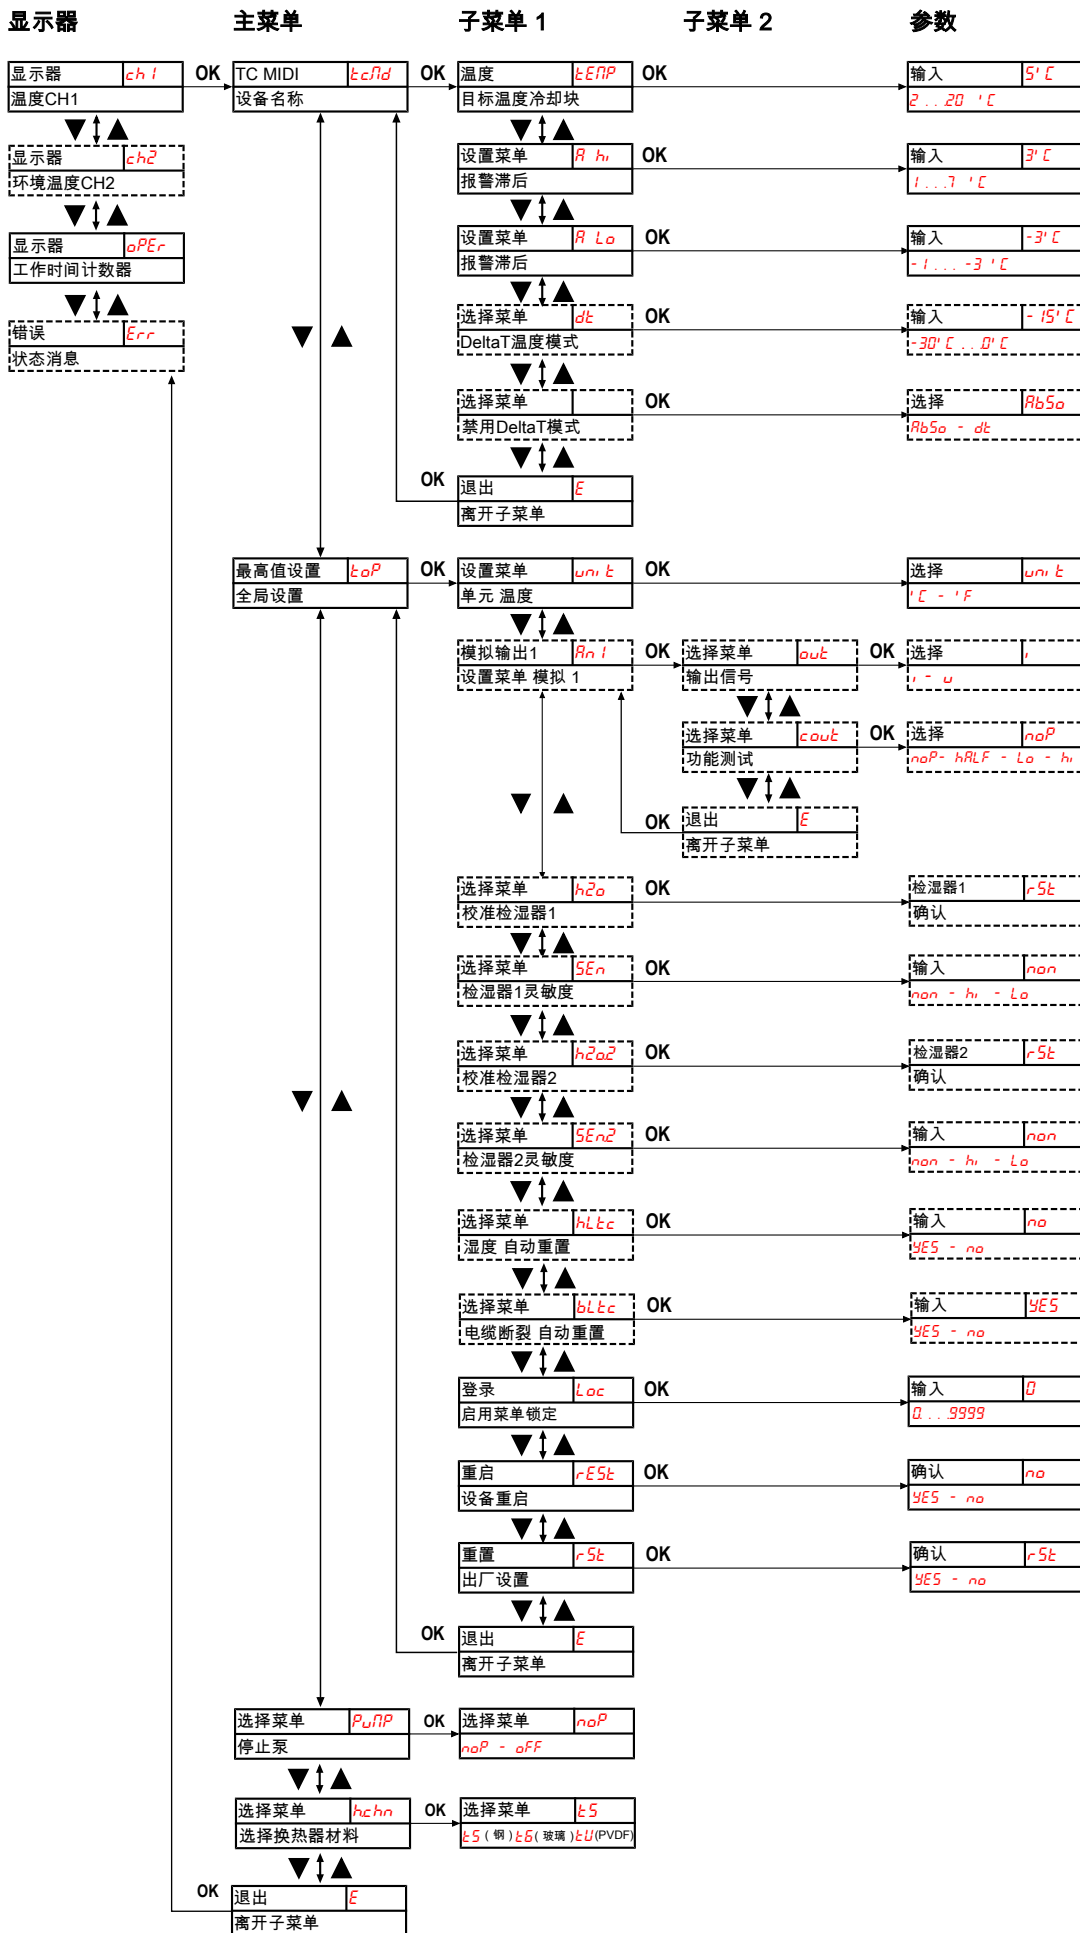 显示器 主菜单 子菜单 1 子菜单 2 参数
显示器 ch1 OK TC MIDI tc.Md OK 温度 tEMP OK 输入 5°C
温度CH1 设备名称 目标温度冷却块 2...20 °C
▼ ▲ ▼ ▲
显示器 ch2 设置菜单 A hi OK 输入 3°C
环境温度CH2 报警滞后 1...7 °C
▼ ▲ ▼ ▲
显示器 oPEr 设置菜单 A Lo OK 输入 -3°C
工作时间计数器 报警滞后 -1... -3 °C
▼ ▲ ▼ ▲
错误 Err ▼ ▲ 选择菜单 dt OK 输入 -15°C
状态消息 DeltaT温度模式 -30°C...0°C
▼ ▲
选择菜单 OK 选择 AbSo
禁用DeltaT模式 AbSo - dt
▼ ▲
OK 退出 E
离开子菜单
最高值设置 toP OK 设置菜单 unit OK 选择 unit
全局设置 单元 温度 °C - °F
▼ ▲
模拟输出1 An1 OK 选择菜单 out OK 选择 i
设置菜单 模拟 1 输出信号 i - u
▼ ▲
选择菜单 cout OK 选择 noP
功能测试 noP- hALF - Lo - hi
▼ ▲ ▼ ▲
OK 退出 E
离开子菜单
选择菜单 h2o OK 检湿器1 rSt
校准检湿器1 确认
▼ ▲
选择菜单 SEn OK 输入 non
检湿器1灵敏度 non - hi - Lo
▼ ▲
选择菜单 h2o.2 OK 检湿器2 rSt
校准检湿器2 确认
▼ ▲ ▼ ▲
选择菜单 SEn.2 OK 输入 non
检湿器2灵敏度 non - hi - Lo
▼ ▲
选择菜单 hLtc OK 输入 no
湿度 自动重置 YES - no
▼ ▲
选择菜单 bLtc OK 输入 YES
电缆断裂 自动重置 YES - no
▼ ▲
登录 Loc OK 输入 0
启用菜单锁定 0...9999
▼ ▲
重启 rESt OK 确认 no
设备重启 YES - no
▼ ▲
重置 rSt OK 确认 rSt
出厂设置 YES - no
▼ ▲
OK 退出 E
离开子菜单
选择菜单 PuMP OK 选择菜单 noP
停止泵 noP - oFF
▼ ▲
选择菜单 h.chn OK 选择菜单 tS
选择换热器材料 tS ( 钢 ) tG ( 玻璃 ) tU (PVDF)
▼ ▲
OK 退出 E
离开子菜单